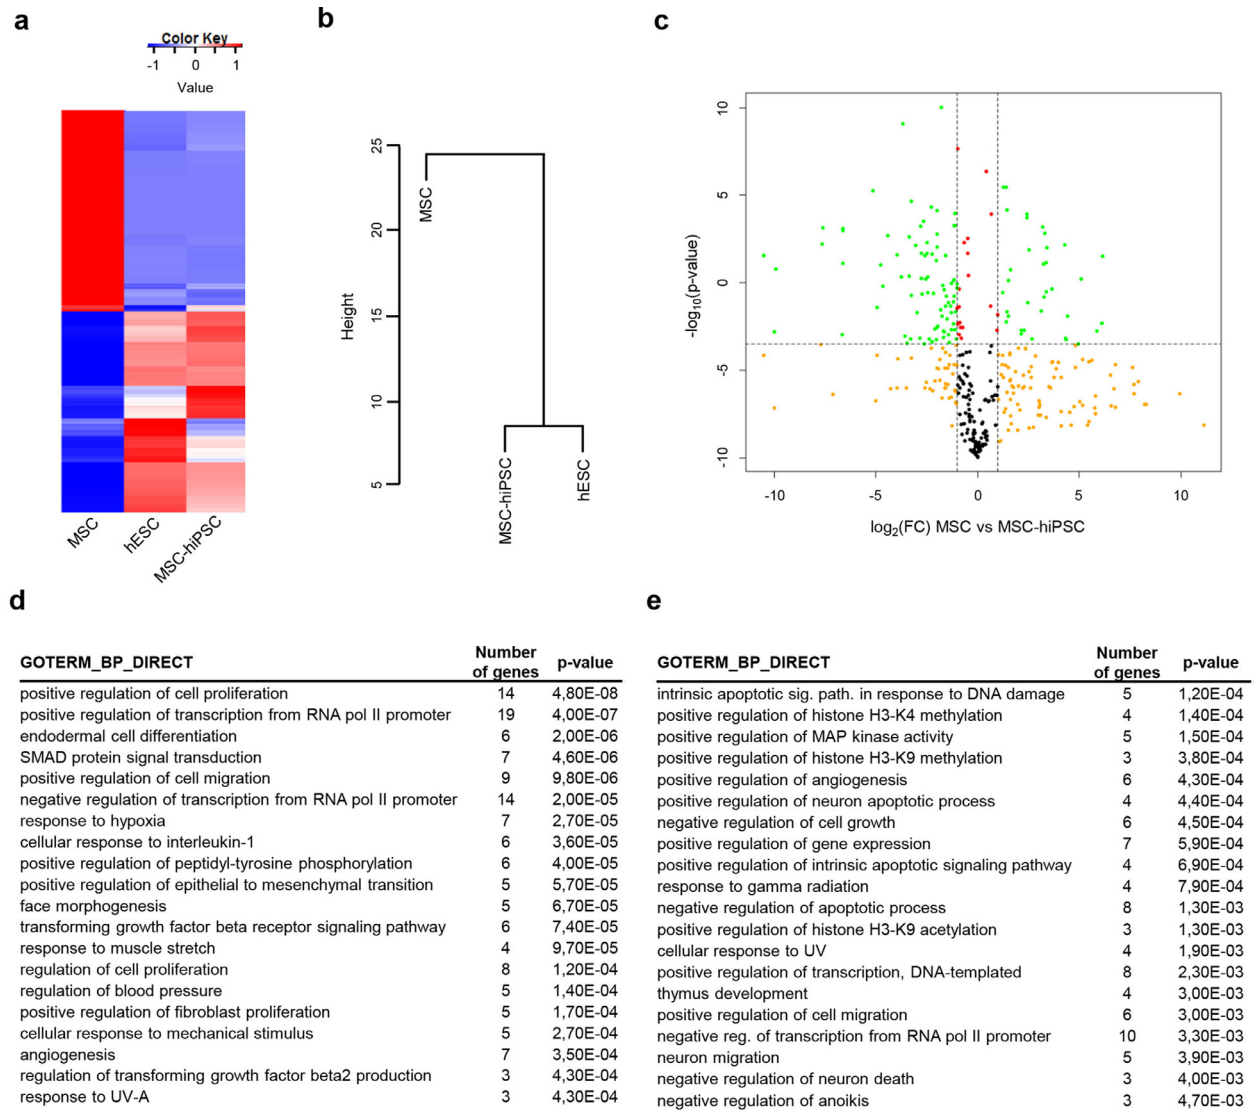 a
Color Key
-1 0 1
Value
MSC
hESC
MSC-hiPSC
b
Height
25
20
15
10
5
MSC
MSC-hiPSC
hESC
c
-log10(p-value)
10
5
0
-5
-10
-10 -5 0 5 10
log2(FC) MSC vs MSC-hiPSC
d
GOTERM_BP_DIRECT Number of genes p-value
positive regulation of cell proliferation 14 4,80E-08
positive regulation of transcription from RNA pol II promoter 19 4,00E-07
endodermal cell differentiation 6 2,00E-06
SMAD protein signal transduction 7 4,60E-06
positive regulation of cell migration 9 9,80E-06
negative regulation of transcription from RNA pol II promoter 14 2,00E-05
response to hypoxia 7 2,70E-05
cellular response to interleukin-1 6 3,60E-05
positive regulation of peptidyl-tyrosine phosphorylation 6 4,00E-05
positive regulation of epithelial to mesenchymal transition 5 5,70E-05
face morphogenesis 5 6,70E-05
transforming growth factor beta receptor signaling pathway 6 7,40E-05
response to muscle stretch 4 9,70E-05
regulation of cell proliferation 8 1,20E-04
regulation of blood pressure 5 1,40E-04
positive regulation of fibroblast proliferation 5 1,70E-04
cellular response to mechanical stimulus 5 2,70E-04
angiogenesis 7 3,50E-04
regulation of transforming growth factor beta2 production 3 4,30E-04
response to UV-A 3 4,30E-04
e
GOTERM_BP_DIRECT Number of genes p-value
intrinsic apoptotic sig. path. in response to DNA damage 5 1,20E-04
positive regulation of histone H3-K4 methylation 4 1,40E-04
positive regulation of MAP kinase activity 5 1,50E-04
positive regulation of histone H3-K9 methylation 3 3,80E-04
positive regulation of angiogenesis 6 4,30E-04
positive regulation of neuron apoptotic process 4 4,40E-04
negative regulation of cell growth 6 4,50E-04
positive regulation of gene expression 7 5,90E-04
positive regulation of intrinsic apoptotic signaling pathway 4 6,90E-04
response to gamma radiation 4 7,90E-04
negative regulation of apoptotic process 8 1,30E-03
positive regulation of histone H3-K9 acetylation 3 1,30E-03
cellular response to UV 4 1,90E-03
positive regulation of transcription, DNA-templated 8 2,30E-03
thymus development 4 3,00E-03
positive regulation of cell migration 6 3,00E-03
negative reg. of transcription from RNA pol II promoter 10 3,30E-03
neuron migration 5 3,90E-03
negative regulation of neuron death 3 4,00E-03
negative regulation of anoikis 3 4,70E-03